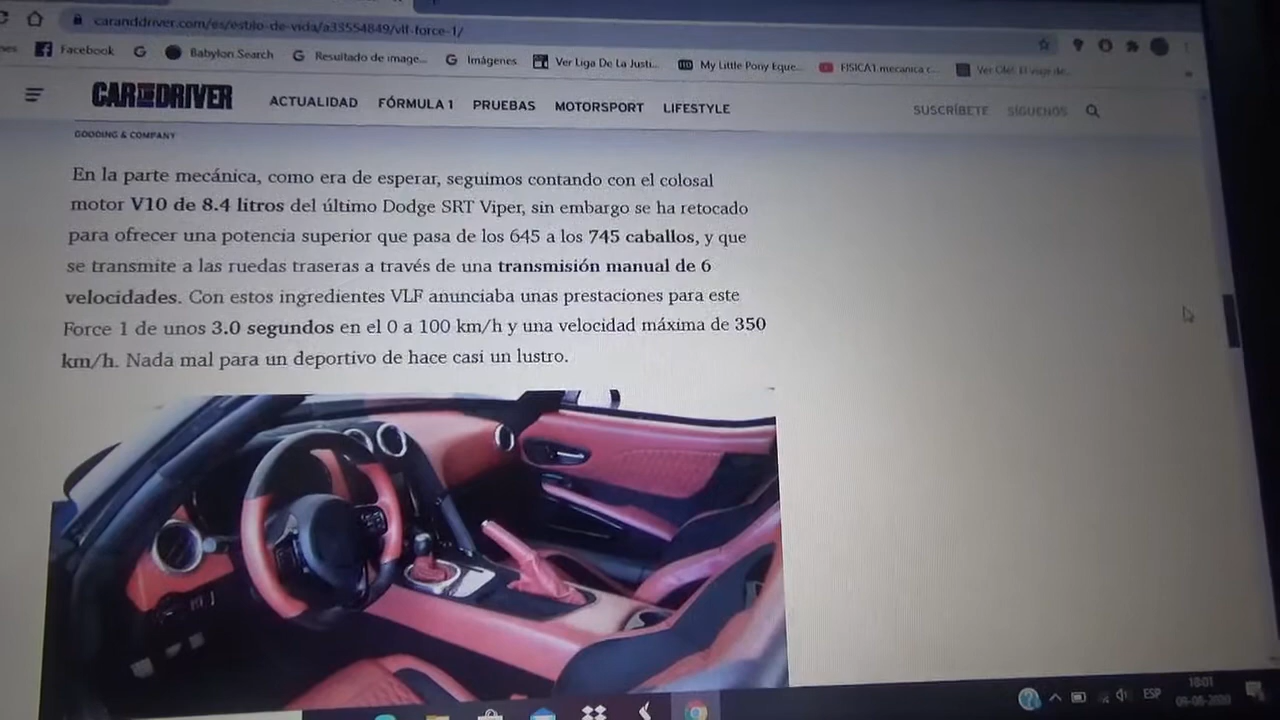 caranddriver.com/es/estilo-de-vida/a33554849/vlf-force-1/
Facebook
Babylon Search
Resultado de image...
Imágenes
Ver Liga De La Justi...
My Little Pony Eque...
FISICA1.mecanica c...
CAR AND DRIVER
ACTUALIDAD
FÓRMULA 1
PRUEBAS
MOTORSPORT
LIFESTYLE
SUSCRÍBETE
SÍGUENOS
GOODING & COMPANY
En la parte mecánica, como era de esperar, seguimos contando con el colosal
motor V10 de 8.4 litros del último Dodge SRT Viper, sin embargo se ha retocado
para ofrecer una potencia superior que pasa de los 645 a los 745 caballos, y que
se transmite a las ruedas traseras a través de una transmisión manual de 6
velocidades. Con estos ingredientes VLF anunciaba unas prestaciones para este
Force 1 de unos 3.0 segundos en el 0 a 100 km/h y una velocidad máxima de 350
km/h. Nada mal para un deportivo de hace casi un lustro.
ESP
18:01